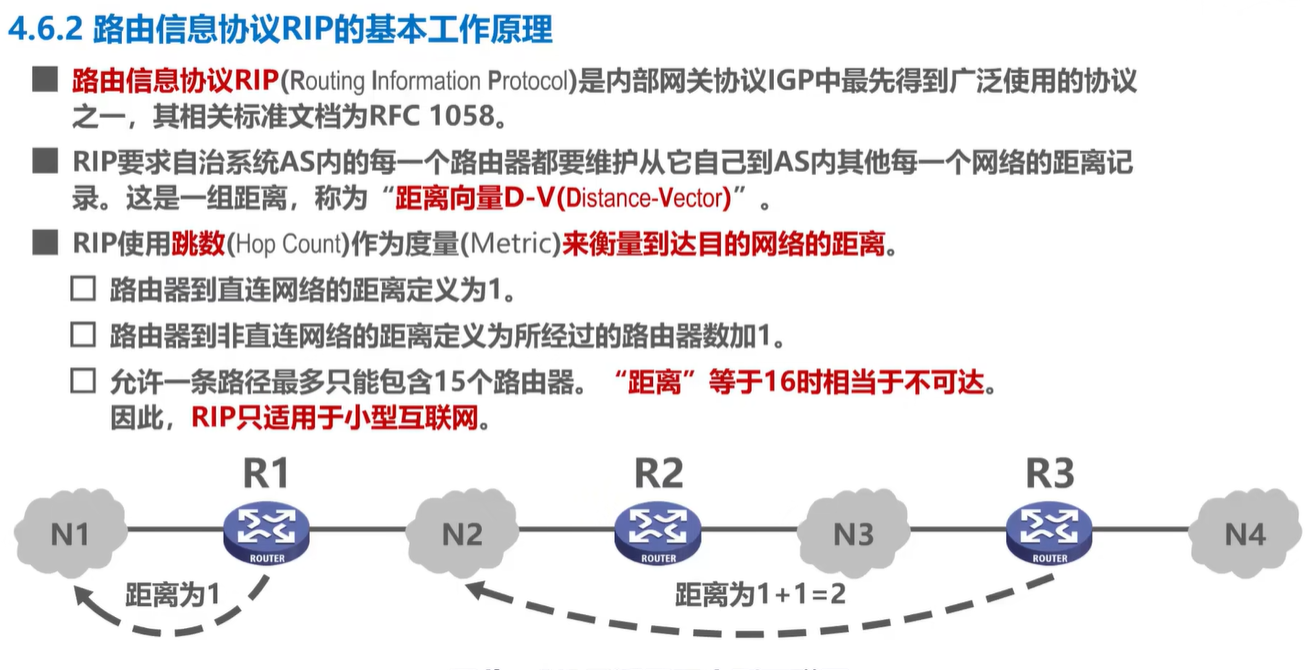 4.6.2 路由信息协议RIP的基本工作原理
路由信息协议RIP(Routing Information Protocol)是内部网关协议IGP中最先得到广泛使用的协议
之一，其相关标准文档为RFC 1058。
RIP要求自治系统AS内的每一个路由器都要维护从它自己到AS内其他每一个网络的距离记
录。这是一组距离，称为“距离向量D-V(Distance-Vector)”。
RIP使用跳数(Hop Count)作为度量(Metric)来衡量到达目的网络的距离。
路由器到直连网络的距离定义为1。
路由器到非直连网络的距离定义为所经过的路由器数加1。
允许一条路径最多只能包含15个路由器。“距离”等于16时相当于不可达。
因此，RIP只适用于小型互联网。
R1 R2 R3
N1 N2 N3 N4
ROUTER ROUTER ROUTER
距离为1 距离为1+1=2